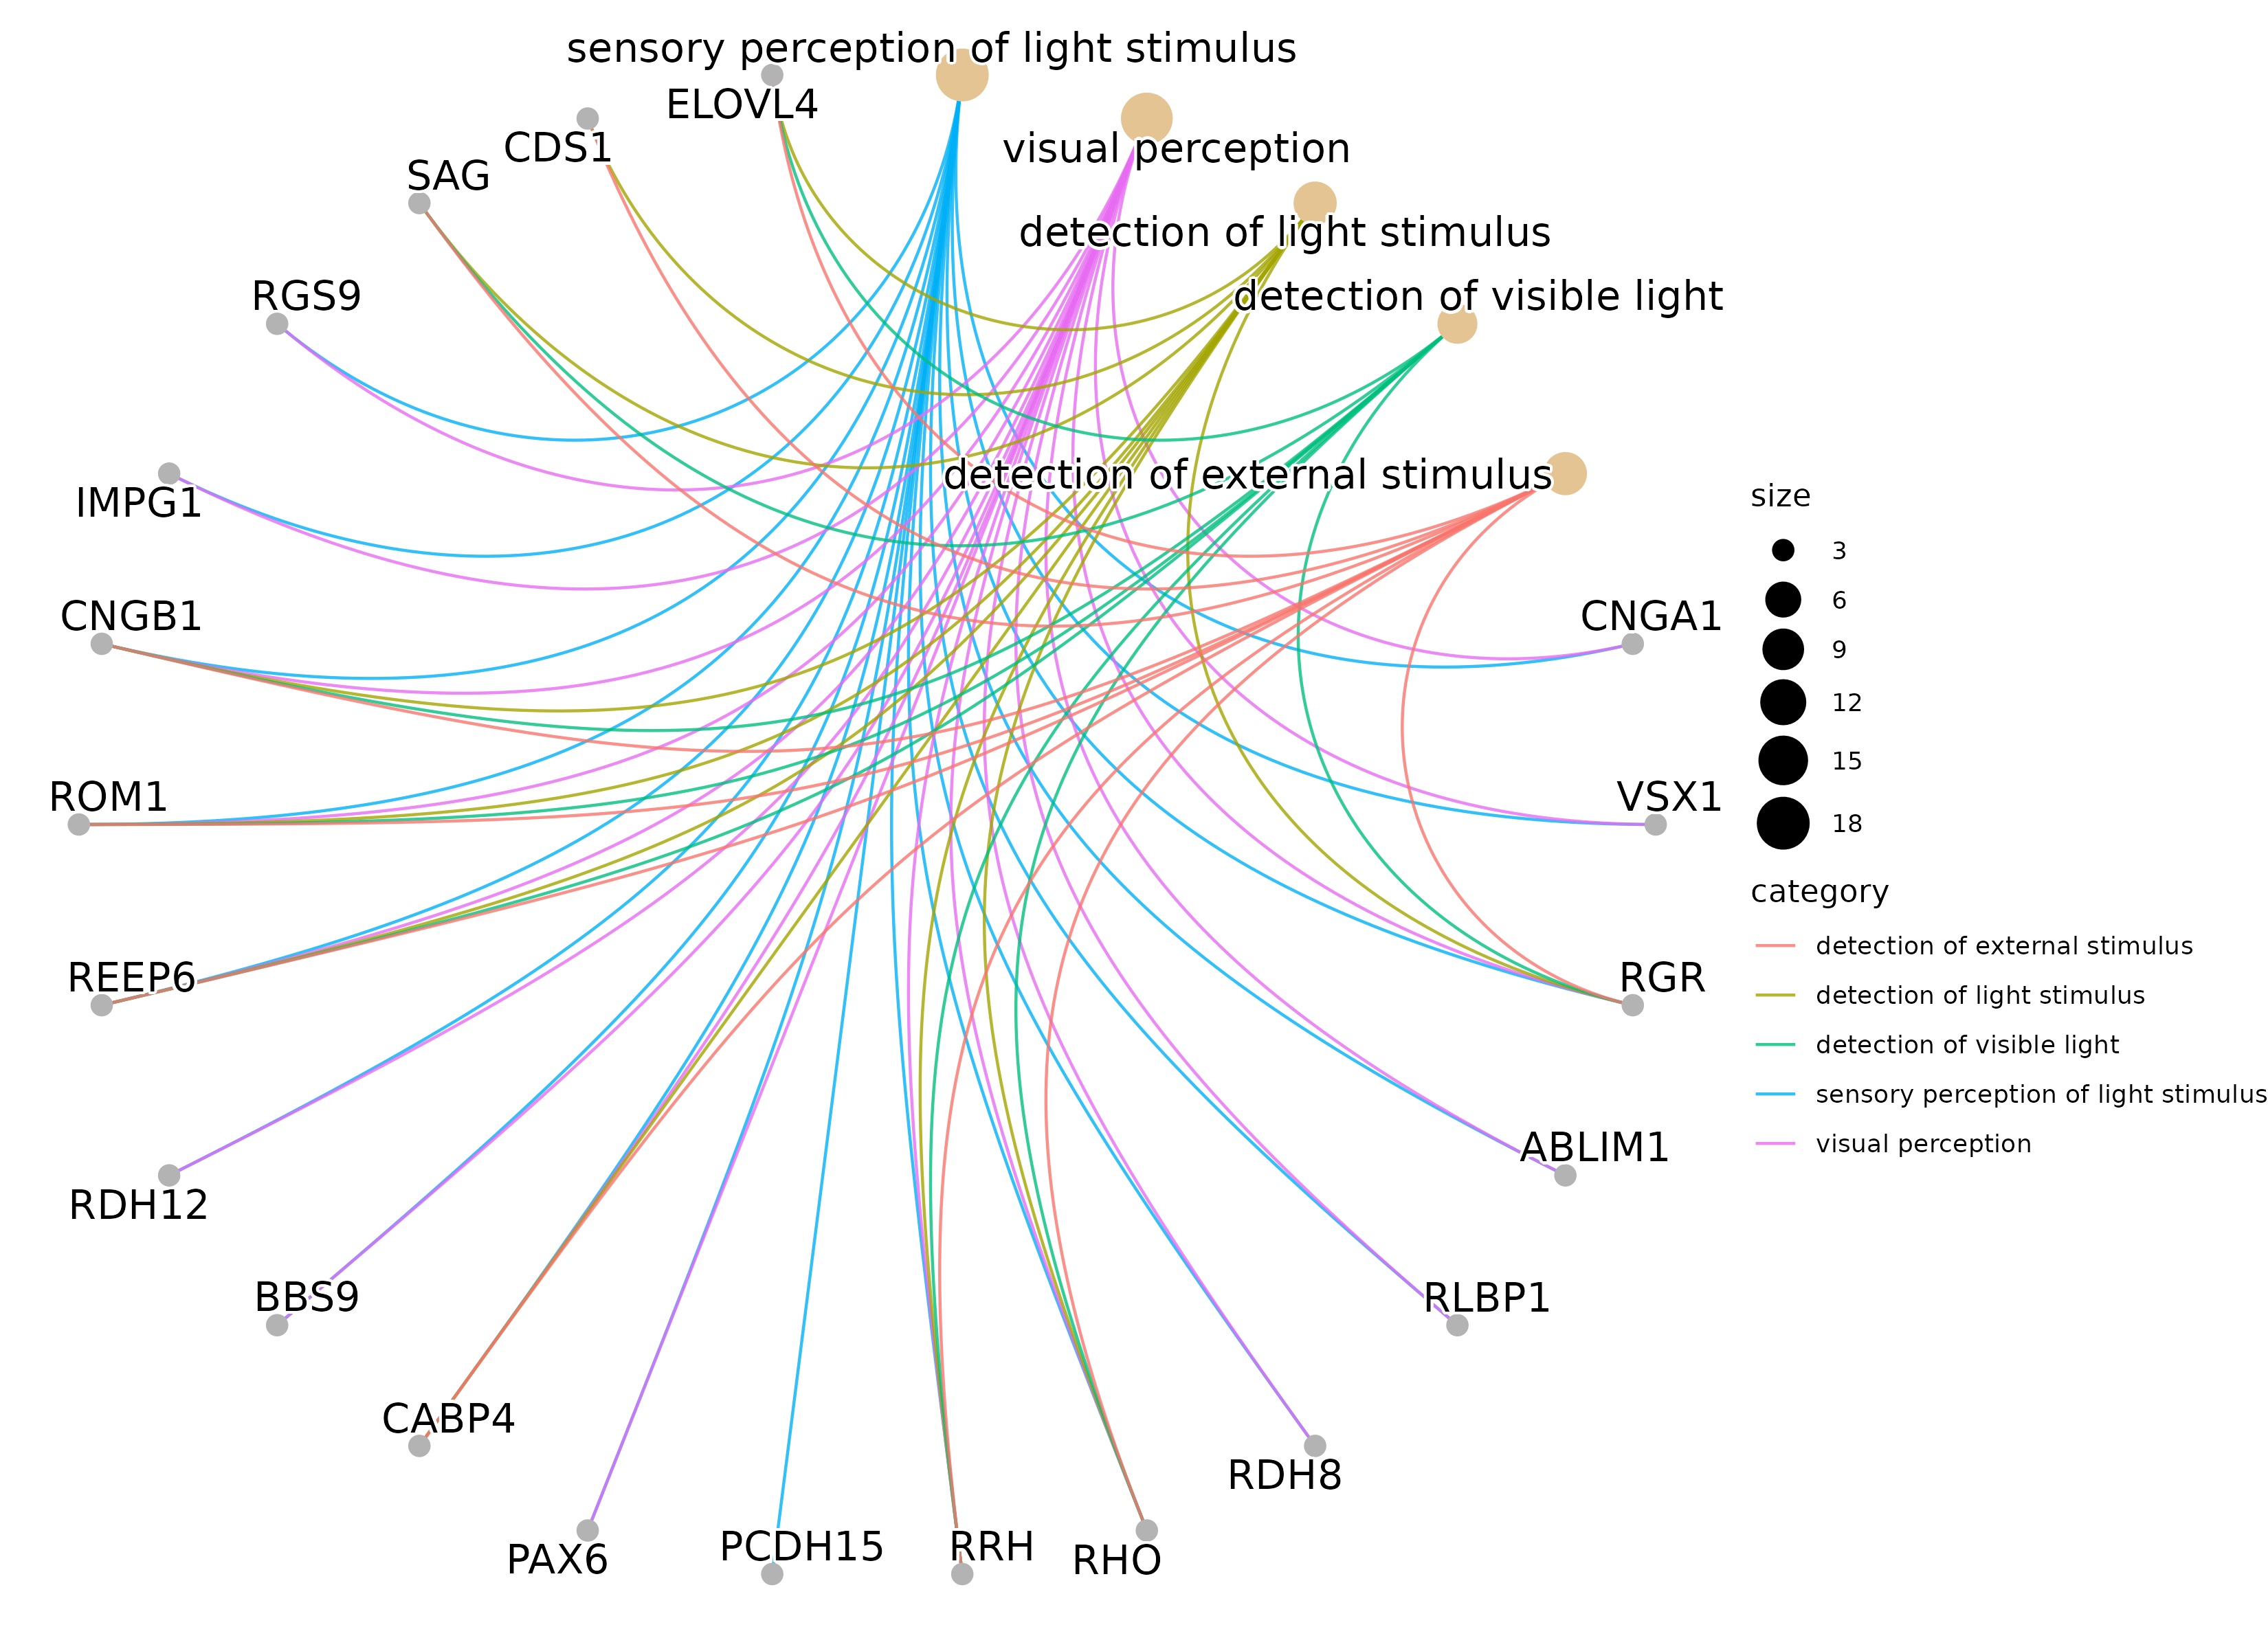 sensory perception of light stimulus
ELOVL4
CDS1
visual perception
SAG
detection of light stimulus
RGS9
detection of visible light
IMPG1
detection of external stimulus
CNGB1
CNGA1
ROM1
VSX1
REEP6
RGR
RDH12
ABLIM1
BBS9
RLBP1
CABP4
RDH8
PAX6
PCDH15
RRH
RHO
size
3
6
9
12
15
18
category
detection of external stimulus
detection of light stimulus
detection of visible light
sensory perception of light stimulus
visual perception